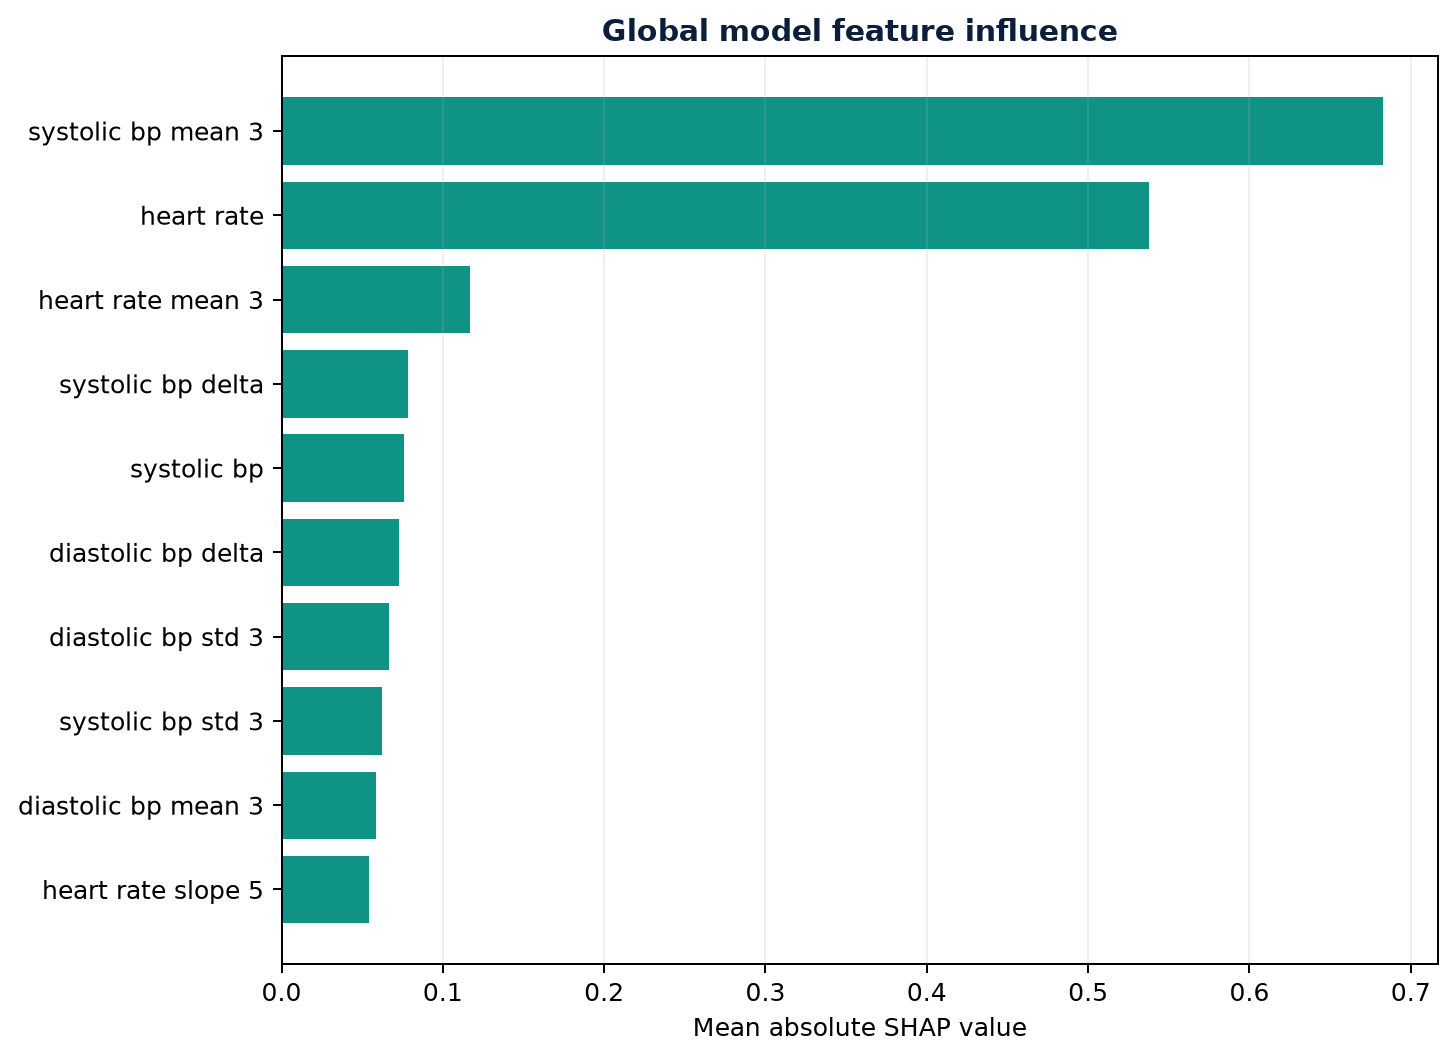 Global model feature influence
systolic bp mean 3
heart rate
heart rate mean 3
systolic bp delta
systolic bp
diastolic bp delta
diastolic bp std 3
systolic bp std 3
diastolic bp mean 3
heart rate slope 5
0.0 0.1 0.2 0.3 0.4 0.5 0.6 0.7
Mean absolute SHAP value